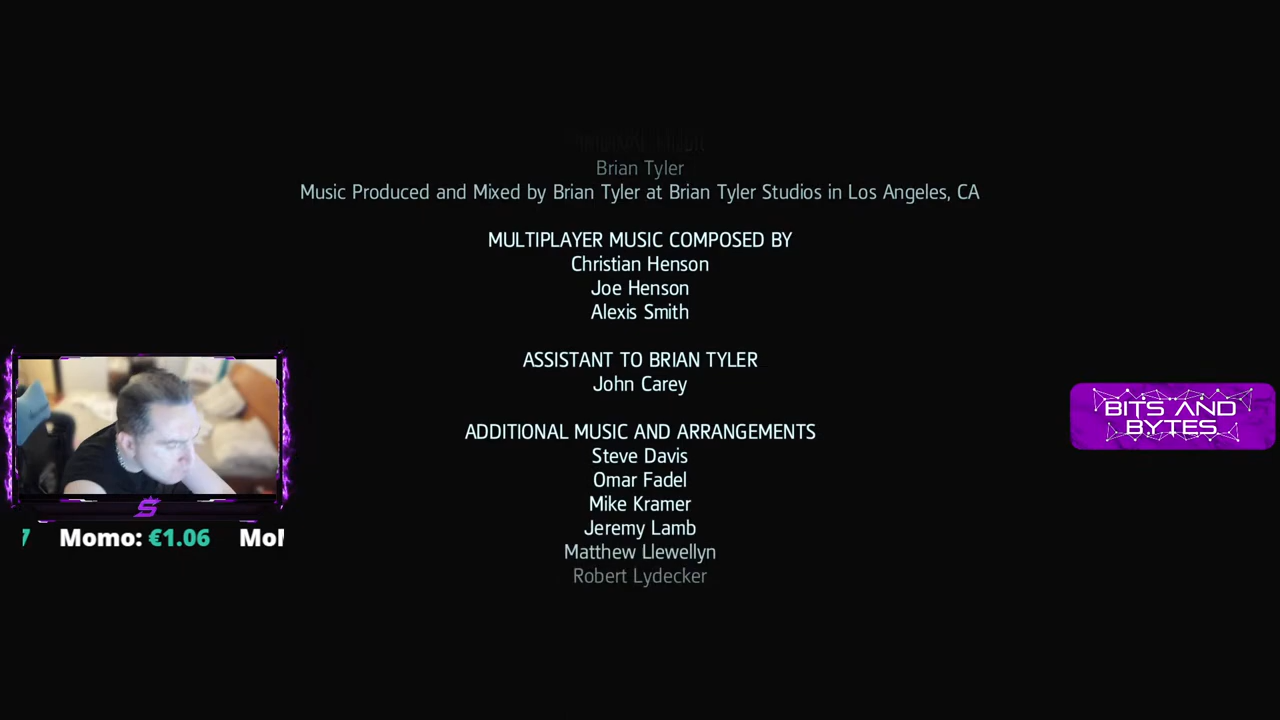 Brian Tyler
Music Produced and Mixed by Brian Tyler at Brian Tyler Studios in Los Angeles, CA
MULTIPLAYER MUSIC COMPOSED BY
Christian Henson
Joe Henson
Alexis Smith
ASSISTANT TO BRIAN TYLER
John Carey
ADDITIONAL MUSIC AND ARRANGEMENTS
Steve Davis
Omar Fadel
Mike Kramer
Jeremy Lamb
Matthew Llewellyn
Robert Lydecker
BITS AND
BYTES
S
7 Momo: €1.06 Mo